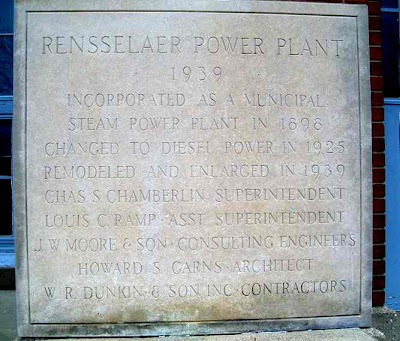 RENSSELAER POWER PLANT
· 1939 ·
INCORPORATED AS A MUNICIPAL
STEAM POWER PLANT IN 1898
CHANGED TO DIESEL POWER IN 1925
REMODELED AND ENLARGED IN 1939
CHAS S CHAMBERLIN · SUPERINTENDENT
LOUIS C RAMP · ASST SUPERINTENDENT
J. W. MOORE & SON · CONSULTING ENGINEERS
HOWARD S GARNS · ARCHITECT
W. R. DUNKIN & SON INC · CONTRACTORS